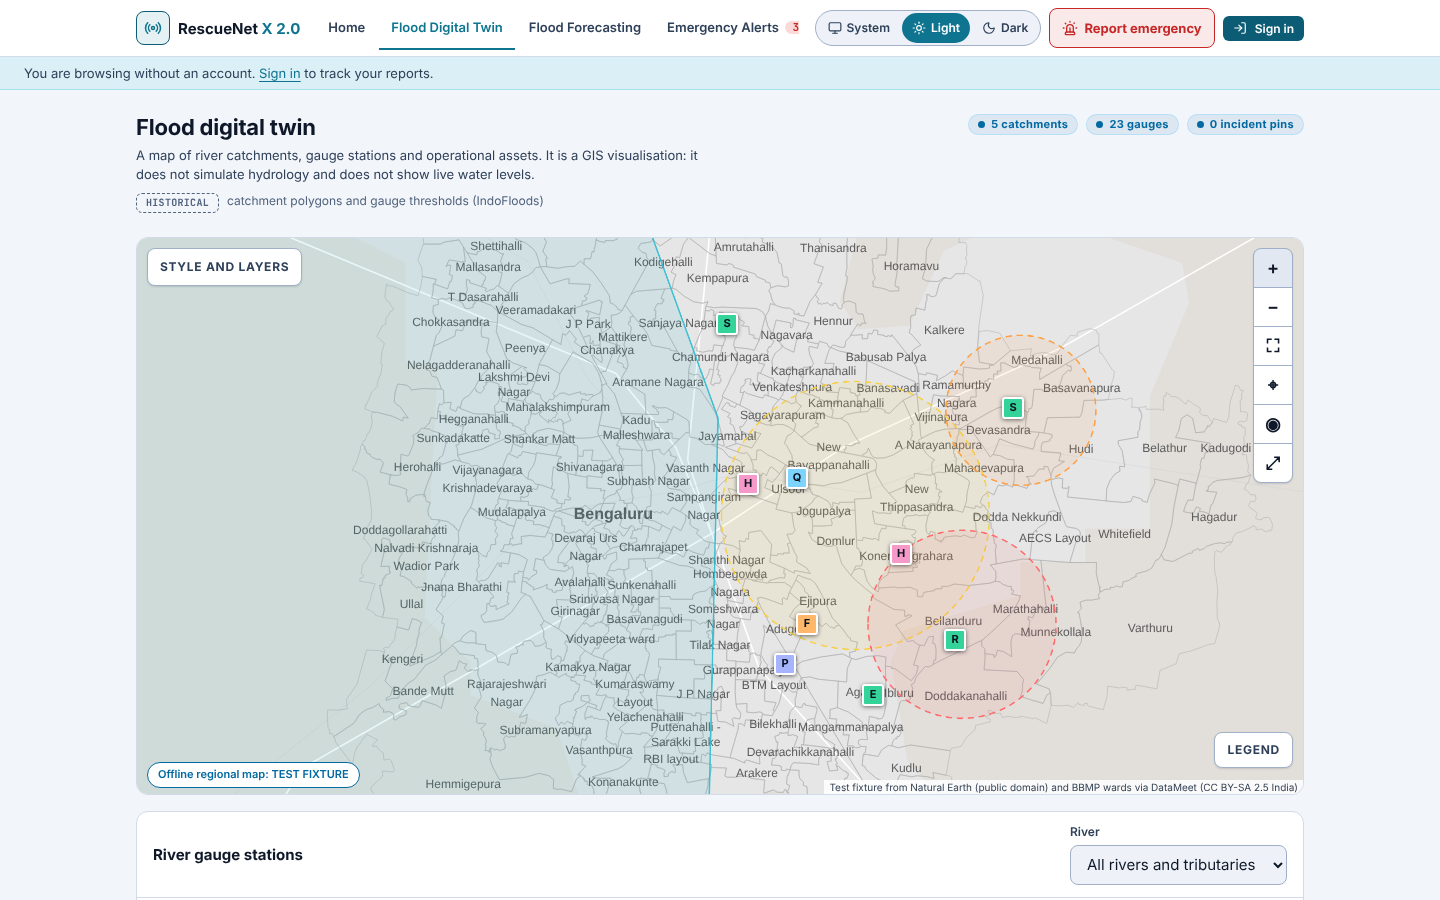 RescueNet X 2.0
Home
Flood Digital Twin
Flood Forecasting
Emergency Alerts 3
System
Light
Dark
Report emergency
Sign in
You are browsing without an account. Sign in to track your reports.
Flood digital twin
5 catchments
23 gauges
0 incident pins
A map of river catchments, gauge stations and operational assets. It is a GIS visualisation: it
does not simulate hydrology and does not show live water levels.
HISTORICAL catchment polygons and gauge thresholds (IndoFloods)
STYLE AND LAYERS
Shettihalli
Mallasandra
T Dasarahalli
Veeramadakari
Chokkasandra
J P Park
Mattikere
Chanakya
Peenya
Nelagadderanahalli
Lakshmi Devi
Nagar
Mahalakshimpuram
Hegganahalli
Sunkadakatte
Shankar Matt
Kadu
Malleshwara
Herohalli
Vijayanagara
Shivanagara
Subhash Nagar
Krishnadevaraya
Mudalapalya
Bengaluru
Doddagollarahatti
Nalvadi Krishnaraja
Wadior Park
Devaraj Urs
Nagar
Chamrajapet
Jnana Bharathi
Avalahalli
Sunkenahalli
Srinivasa Nagar
Girinagar
Basavanagudi
Ullal
Vidyapeeta ward
Kengeri
Kamakya Nagar
Bande Mutt
Rajarajeshwari
Nagar
Kumaraswamy
Layout
Yelachenahalli
Subramanyapura
Vasanthpura
Puttenahalli -
Sarakki Lake
RBI layout
Hemmigepura
Konanakunte
Kodigehalli
Amrutahalli
Thanisandra
Kempapura
Horamavu
Sanjaya Nagar
S
Hennur
Nagavara
Kalkere
Chamundi Nagara
Babusab Palya
Medahalli
Kacharkanahalli
Aramane Nagara
Venkateshpura
Banasavadi
Ramamurthy
Nagara
Basavanapura
Kammanahalli
Sagayarapuram
Vijinapura
S
Devasandra
Jayamahal
New
Bayappanahalli
A Narayanapura
Hudi
Belathur
Kadugodi
Vasanth Nagar
Mahadevapura
H
Q
Ulsoor
Sampangiram
Nagar
New
Thippasandra
Jogupalya
Dodda Nekkundi
Hagadur
Domlur
AECS Layout
Whitefield
H
Shanthi Nagar
Hombegowda
Nagara
Ejipura
Someshwara
Nagar
F
Marathahalli
Bellanduru
Munnekollala
Varthuru
R
Tilak Nagar
P
BTM Layout
J P Nagar
E
Doddakanahalli
Bilekhalli
Mangammanapalya
Devarachikkanahalli
Arakere
Kudlu
+
−
LEGEND
Offline regional map: TEST FIXTURE
Test fixture from Natural Earth (public domain) and BBMP wards via DataMeet (CC BY-SA 2.5 India)
River gauge stations
River
All rivers and tributaries